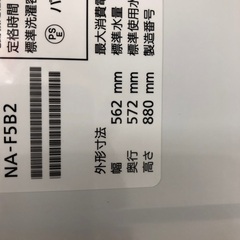 定格時間
標準洗濯容
NA-F5B2
外形寸法
幅 562 mm
奥行 572 mm
高さ 880 mm
最大消費電
標準水量
標準使用水
製造番号
PS
E
パ